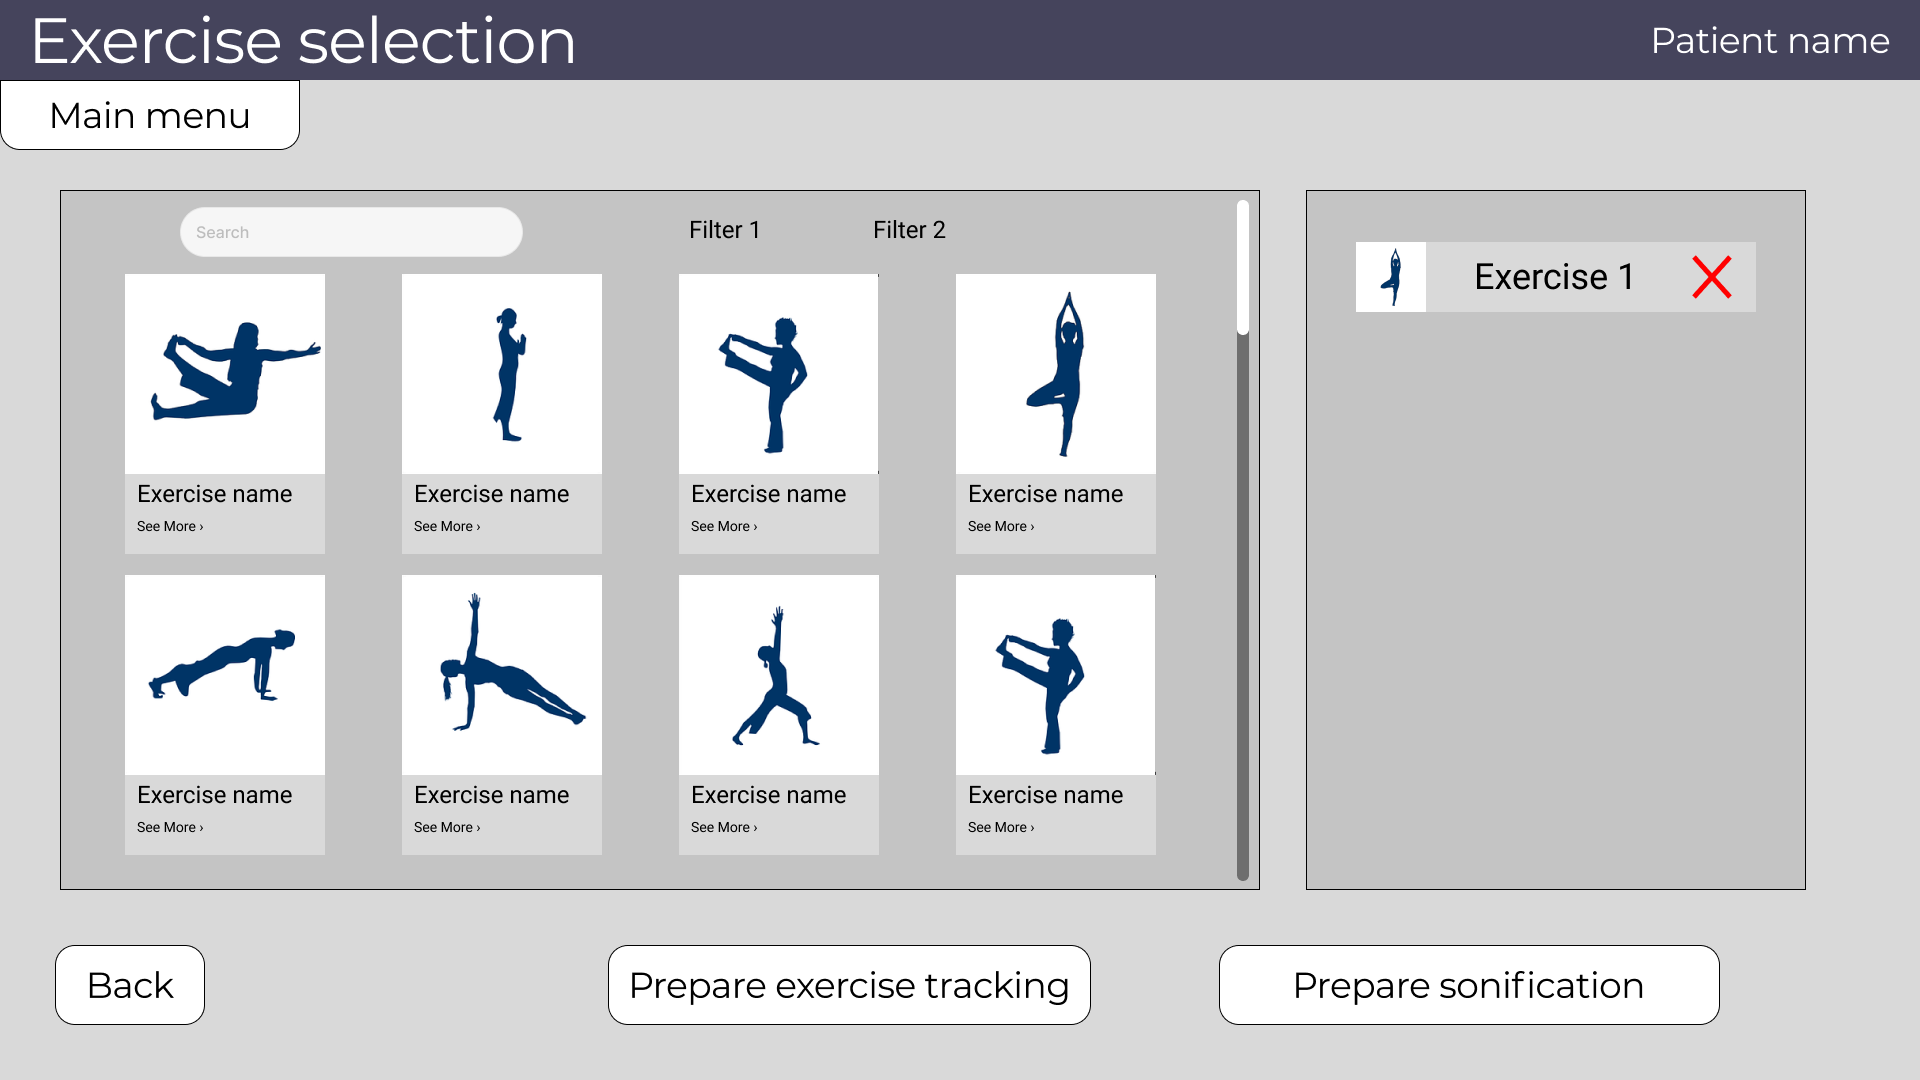 Exercise selection
Patient name
Main menu
Search
Filter 1
Filter 2
Exercise 1
Exercise name
See More ›
Exercise name
See More ›
Exercise name
See More ›
Exercise name
See More ›
Exercise name
See More ›
Exercise name
See More ›
Exercise name
See More ›
Exercise name
See More ›
Back
Prepare exercise tracking
Prepare sonification